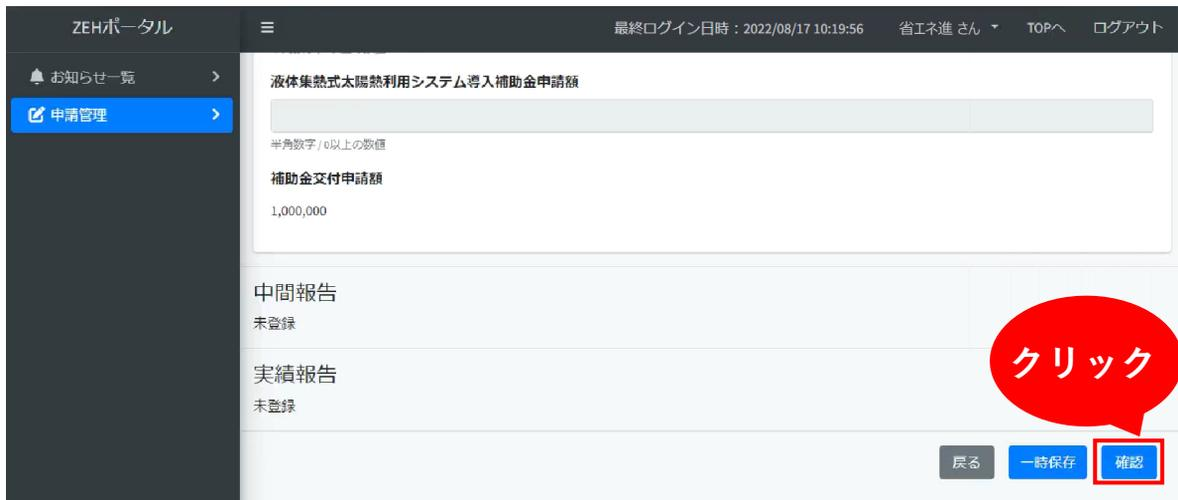 ZEHポータル
最終ログイン日時：2022/08/17 10:19:56 省エネ進 さん TOPへ ログアウト
お知らせ一覧
申請管理
液体集熱式太陽熱利用システム導入補助金申請額
半角数字 / 0以上の数値
補助金交付申請額
1,000,000
中間報告
未登録
実績報告
未登録
クリック
戻る 一時保存 確認